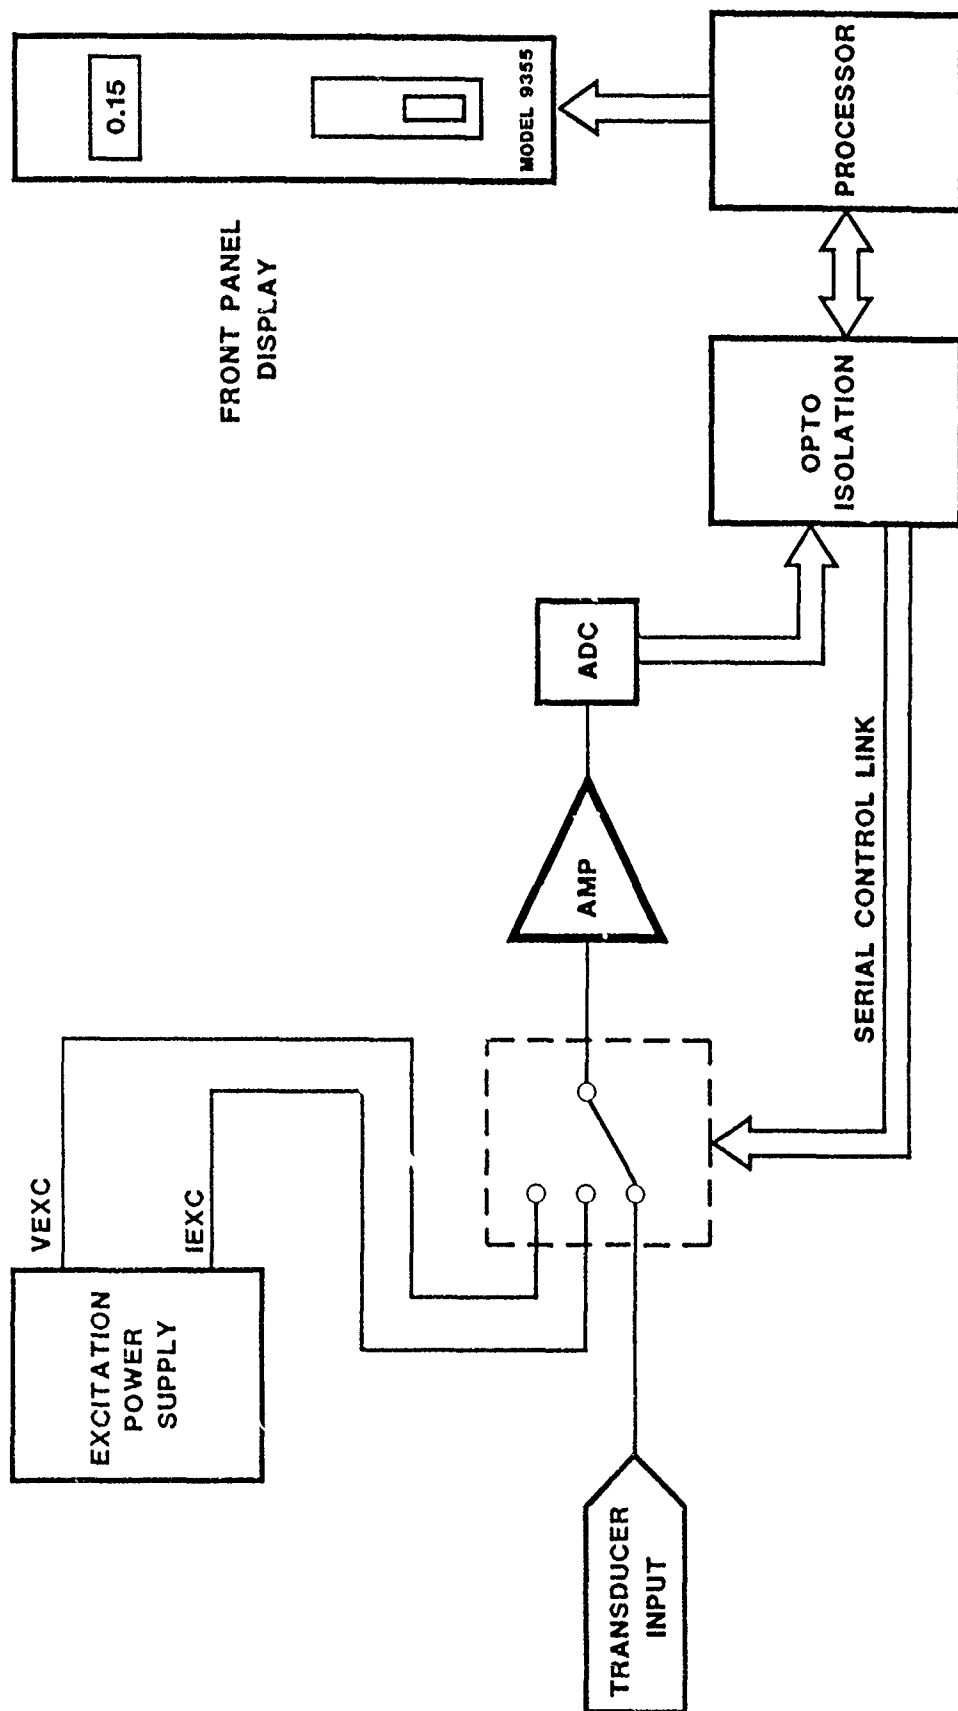 EXCITATION
POWER
SUPPLY
VEXC
IEXC
TRANSDUCER
INPUT
AMP
ADC
SERIAL CONTROL LINK
OPTO
ISOLATION
PROCESSOR
FRONT PANEL
DISPLAY
0.15
MODEL 9355